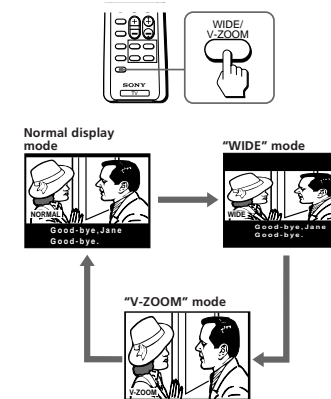 WIDE/
V-ZOOM
SONY
TV
Normal display
mode
NORMAL
Good-bye,Jane
Good-bye.
"WIDE" mode
WIDE
Good-bye,Jane
Good-bye.
"V-ZOOM" mode
V-ZOOM